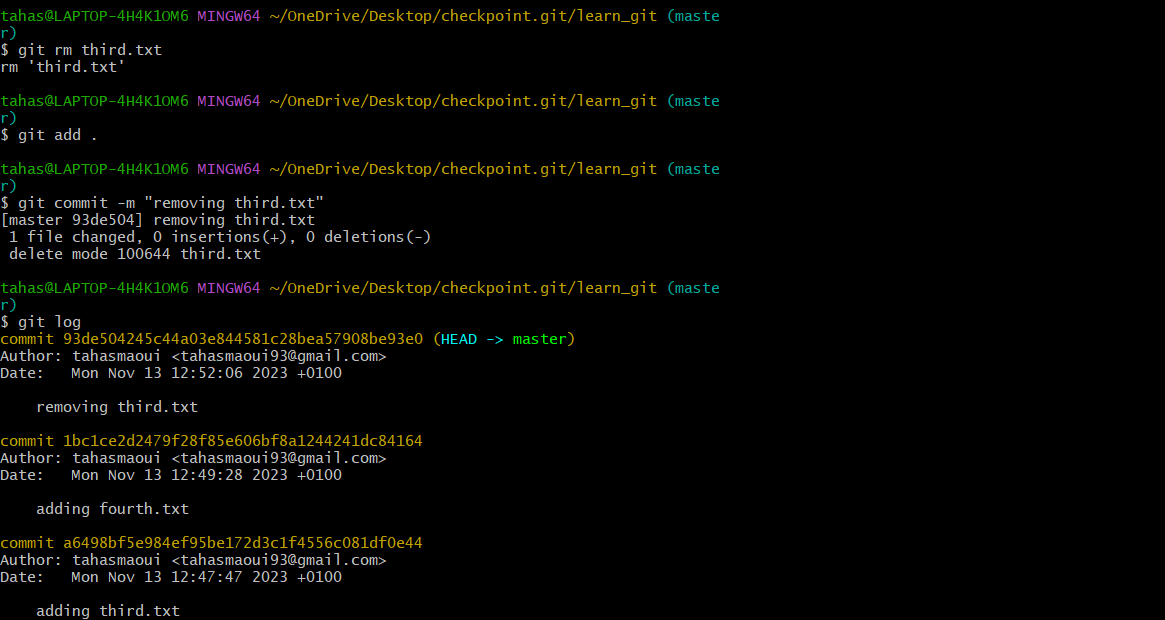 tahas@LAPTOP-4H4K1OM6 MINGW64 ~/OneDrive/Desktop/checkpoint.git/learn_git (maste
r)
$ git rm third.txt
rm 'third.txt'
tahas@LAPTOP-4H4K1OM6 MINGW64 ~/OneDrive/Desktop/checkpoint.git/learn_git (maste
r)
$ git add .
tahas@LAPTOP-4H4K1OM6 MINGW64 ~/OneDrive/Desktop/checkpoint.git/learn_git (maste
r)
$ git commit -m "removing third.txt"
[master 93de504] removing third.txt
 1 file changed, 0 insertions(+), 0 deletions(-)
 delete mode 100644 third.txt
tahas@LAPTOP-4H4K1OM6 MINGW64 ~/OneDrive/Desktop/checkpoint.git/learn_git (maste
r)
$ git log
commit 93de504245c44a03e844581c28bea57908be93e0 (HEAD -> master)
Author: tahasmaoui <tahasmaoui93@gmail.com>
Date:   Mon Nov 13 12:52:06 2023 +0100
    removing third.txt
commit 1bc1ce2d2479f28f85e606bf8a1244241dc84164
Author: tahasmaoui <tahasmaoui93@gmail.com>
Date:   Mon Nov 13 12:49:28 2023 +0100
    adding fourth.txt
commit a6498bf5e984ef95be172d3c1f4556c081df0e44
Author: tahasmaoui <tahasmaoui93@gmail.com>
Date:   Mon Nov 13 12:47:47 2023 +0100
    adding third.txt